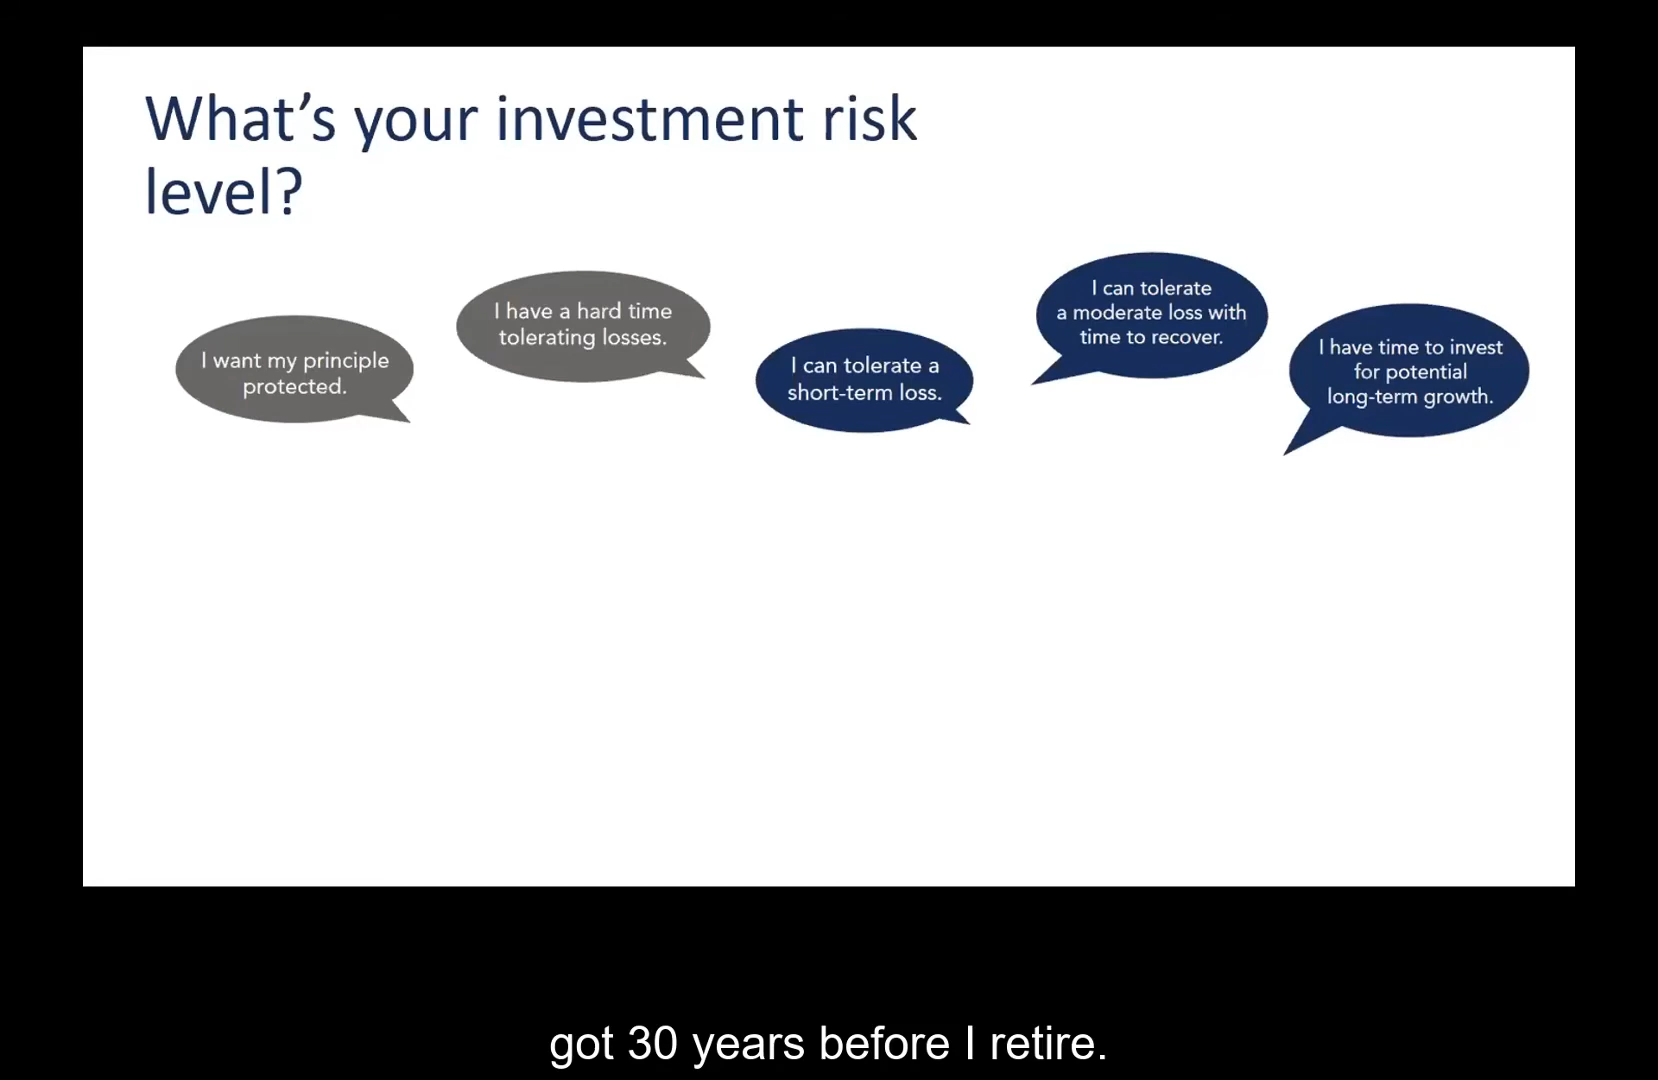 What’s your investment risk
level?
I want my principle
protected.
I have a hard time
tolerating losses.
I can tolerate a
short-term loss.
I can tolerate
a moderate loss with
time to recover.
I have time to invest
for potential
long-term growth.
got 30 years before I retire.